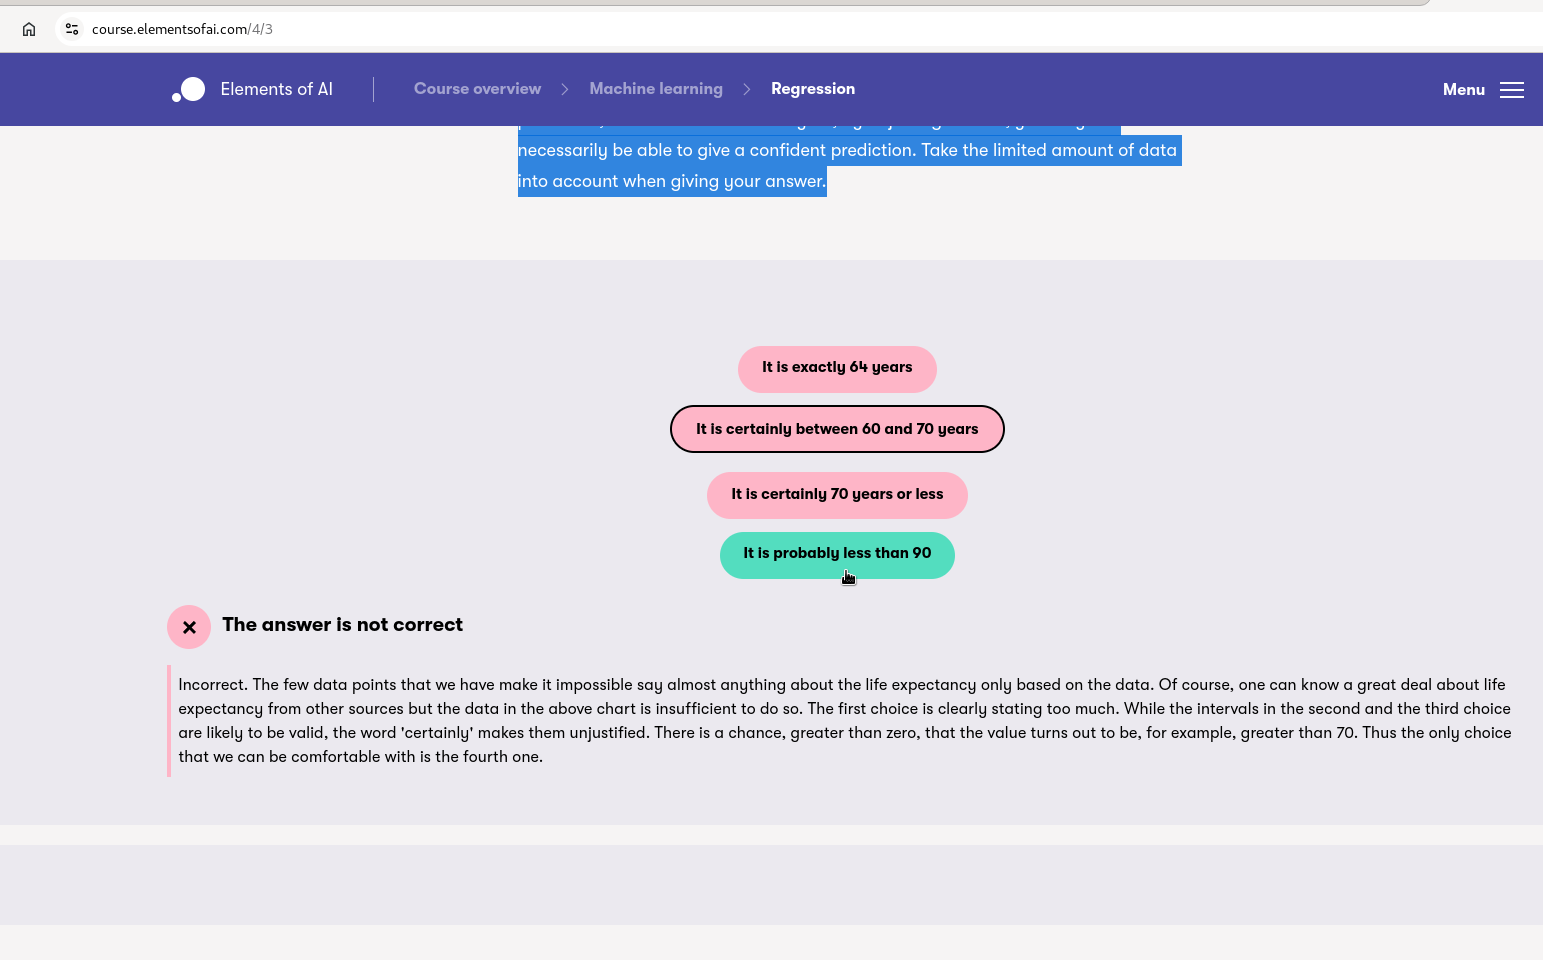 course.elementsofai.com/4/3
Elements of AI
Course overview
Machine learning
Regression
Menu
necessarily be able to give a confident prediction. Take the limited amount of data
into account when giving your answer.
It is exactly 64 years
It is certainly between 60 and 70 years
It is certainly 70 years or less
It is probably less than 90
The answer is not correct
Incorrect. The few data points that we have make it impossible say almost anything about the life expectancy only based on the data. Of course, one can know a great deal about life
expectancy from other sources but the data in the above chart is insufficient to do so. The first choice is clearly stating too much. While the intervals in the second and the third choice
are likely to be valid, the word 'certainly' makes them unjustified. There is a chance, greater than zero, that the value turns out to be, for example, greater than 70. Thus the only choice
that we can be comfortable with is the fourth one.